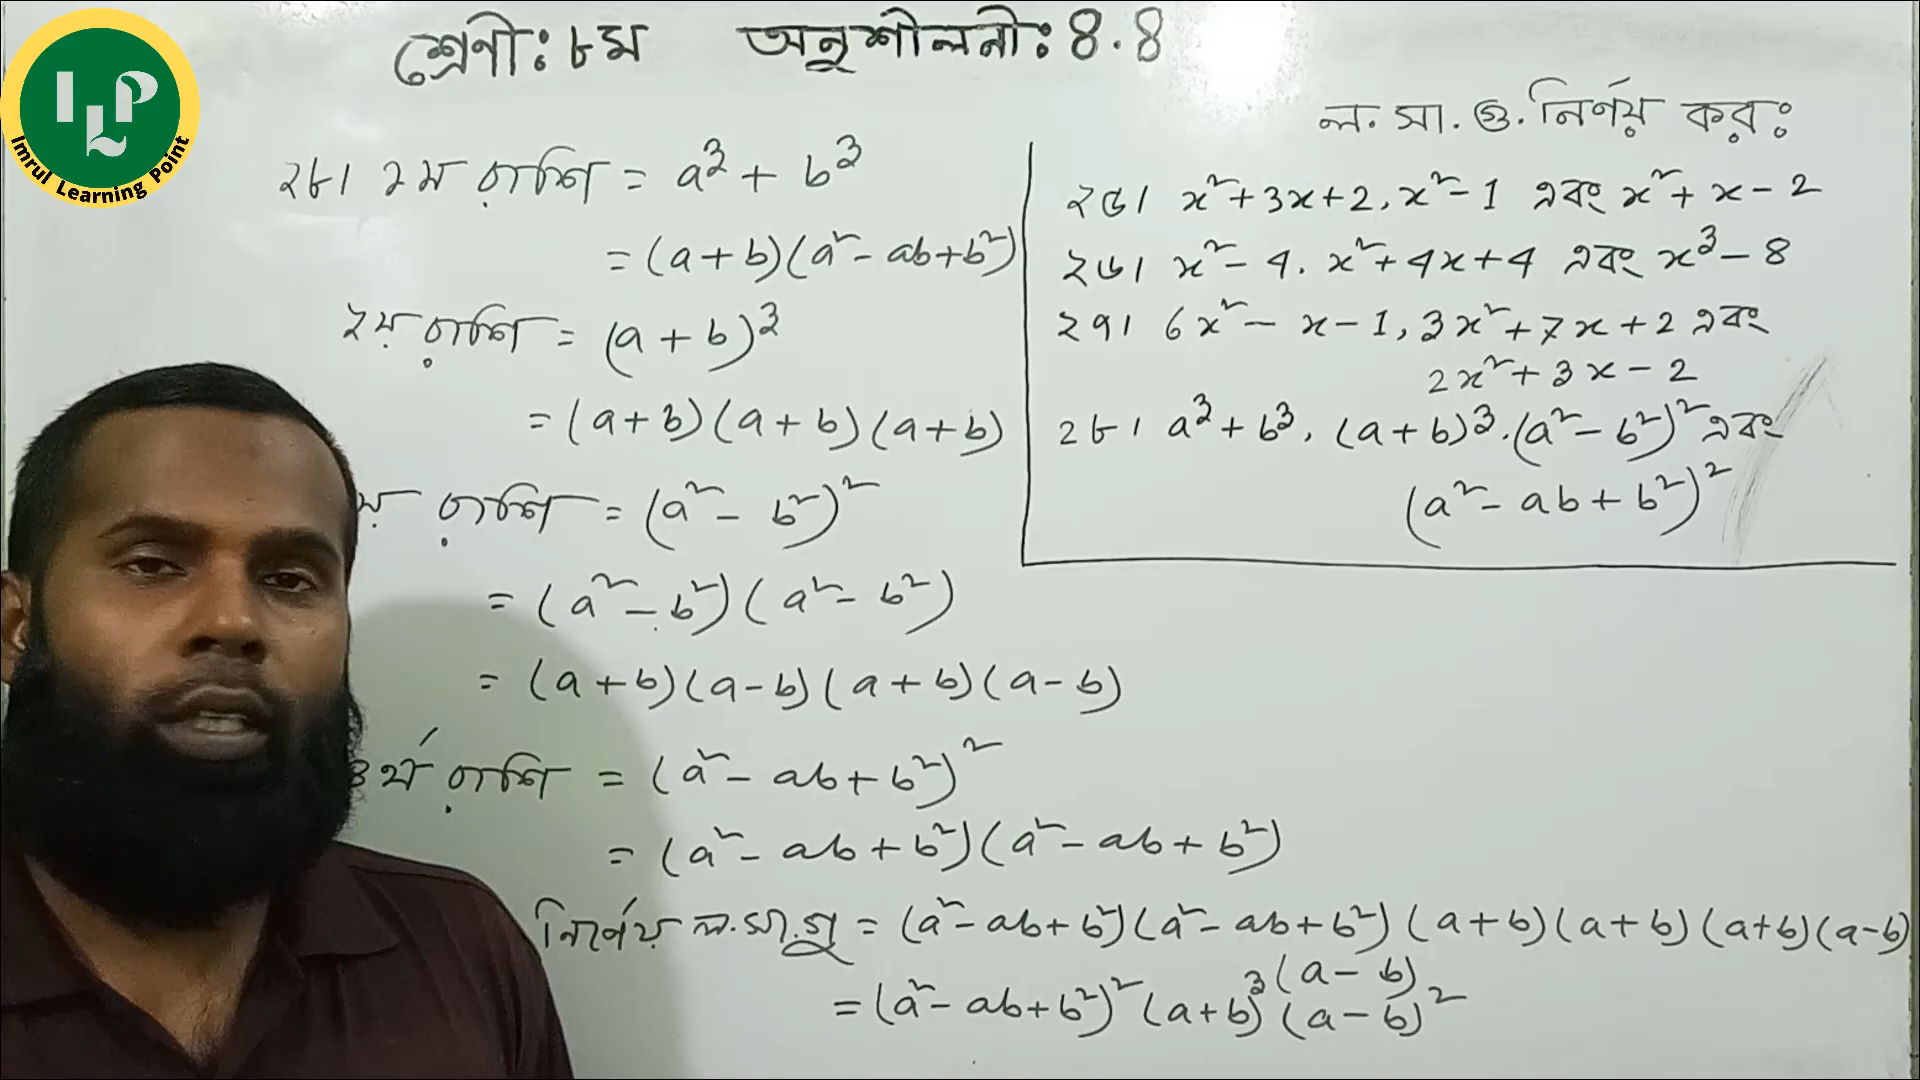 ILP
Imrul Learning Point
শ্রেণীঃ ৮ম অনুশীলনীঃ ৪.৪
২৮। ১ম রাশি = a³ + b³
= (a + b)(a² - ab + b²)
২য় রাশি = (a + b)³
= (a + b)(a + b)(a + b)
য় রাশি = (a² - b²)²
= (a² - b²)(a² - b²)
= (a + b)(a - b)(a + b)(a - b)
৪র্থ রাশি = (a² - ab + b²)²
= (a² - ab + b²)(a² - ab + b²)
নির্ণেয় ল.সা.গু = (a² - ab + b²)(a² - ab + b²)(a + b)(a + b)(a+b)(a-b)
(a - b)
= (a² - ab + b²)²(a + b)³(a - b)²
ল. সা. গু. নির্ণয় করঃ
২৫। x² + 3x + 2, x² - 1 এবং x² + x - 2
২৬। x² - 4. x² + 4x + 4 এবং x³ - 8
২৭। 6x² - x - 1, 3x² + 7x + 2 এবং
2x² + 3x - 2
২৮। a³ + b³, (a + b)³. (a² - b²)² এবং
(a² - ab + b²)²